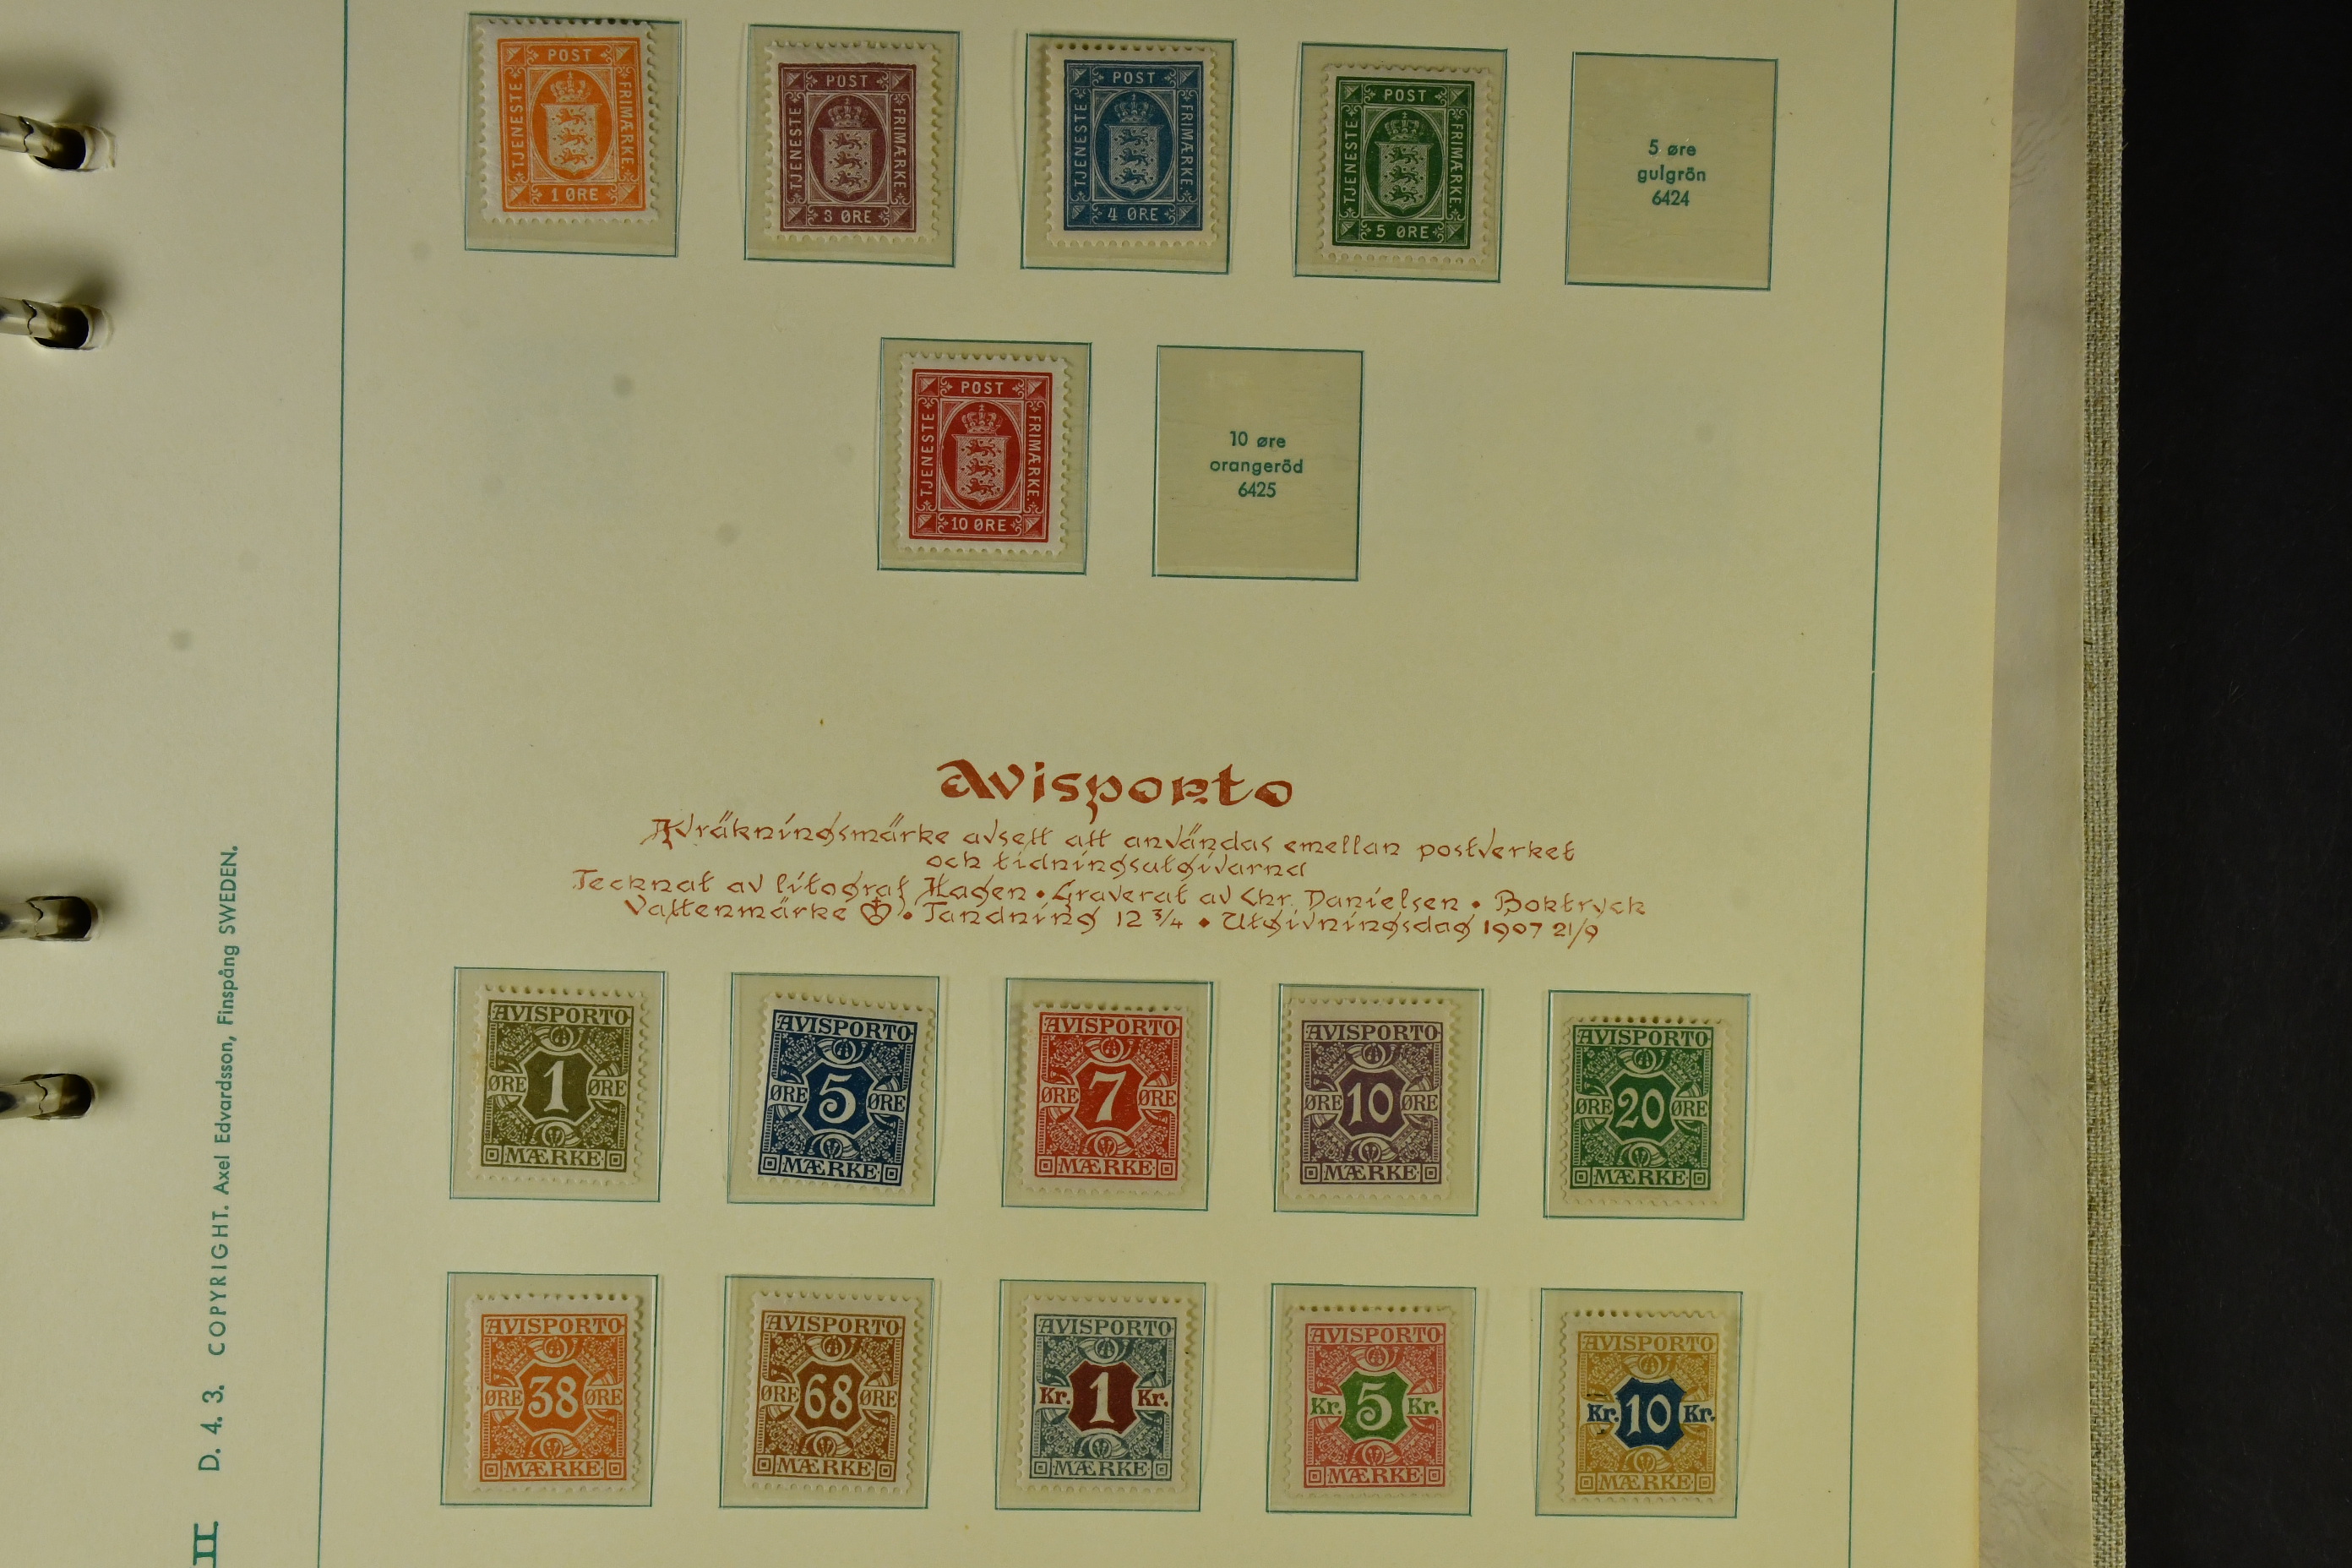 POST
TJENESTE
FRIMÆRKE
1 ØRE
POST
TJENESTE
FRIMÆRKE
3 ØRE
POST
TJENESTE
FRIMÆRKE
4 ØRE
POST
TJENESTE
FRIMÆRKE
5 ØRE
5 øre
gulgrön
6424
POST
TJENESTE
FRIMÆRKE
10 ØRE
10 øre
orangeröd
6425
Avisporto
Avräkningsmärke avsett att användas emellan postverket
och tidningsutgivarna
Tecknat av litograf Hagen • Graverat av Chr. Danielsen • Boktryck
Vattenmärke • Tandning 12 3/4 • Utgivningsdag 1907 21/9
AVISPORTO
ØRE 1 ØRE
MÆRKE
AVISPORTO
ØRE 5 ØRE
MÆRKE
AVISPORTO
ØRE 7 ØRE
MÆRKE
AVISPORTO
ØRE 10 ØRE
MÆRKE
AVISPORTO
ØRE 20 ØRE
MÆRKE
AVISPORTO
ØRE 38 ØRE
MÆRKE
AVISPORTO
ØRE 68 ØRE
MÆRKE
AVISPORTO
Kr. 1 Kr.
MÆRKE
AVISPORTO
Kr. 5 Kr.
MÆRKE
AVISPORTO
Kr. 10 Kr.
MÆRKE
D. 4. 3. COPYRIGHT. Axel Edvardsson, Finspång SWEDEN.